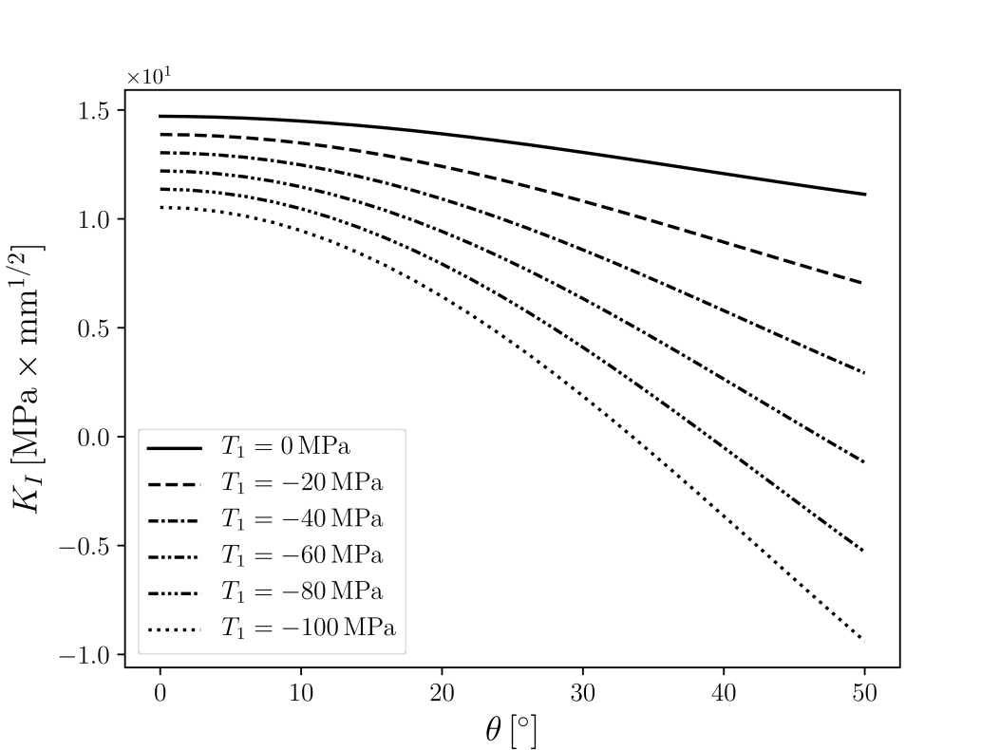 ×10¹
1.5
1.0
0.5
0.0
−0.5
−1.0
K_I [MPa × mm^{1/2}]
T₁ = 0 MPa
T₁ = −20 MPa
T₁ = −40 MPa
T₁ = −60 MPa
T₁ = −80 MPa
T₁ = −100 MPa
0 10 20 30 40 50
θ [°]